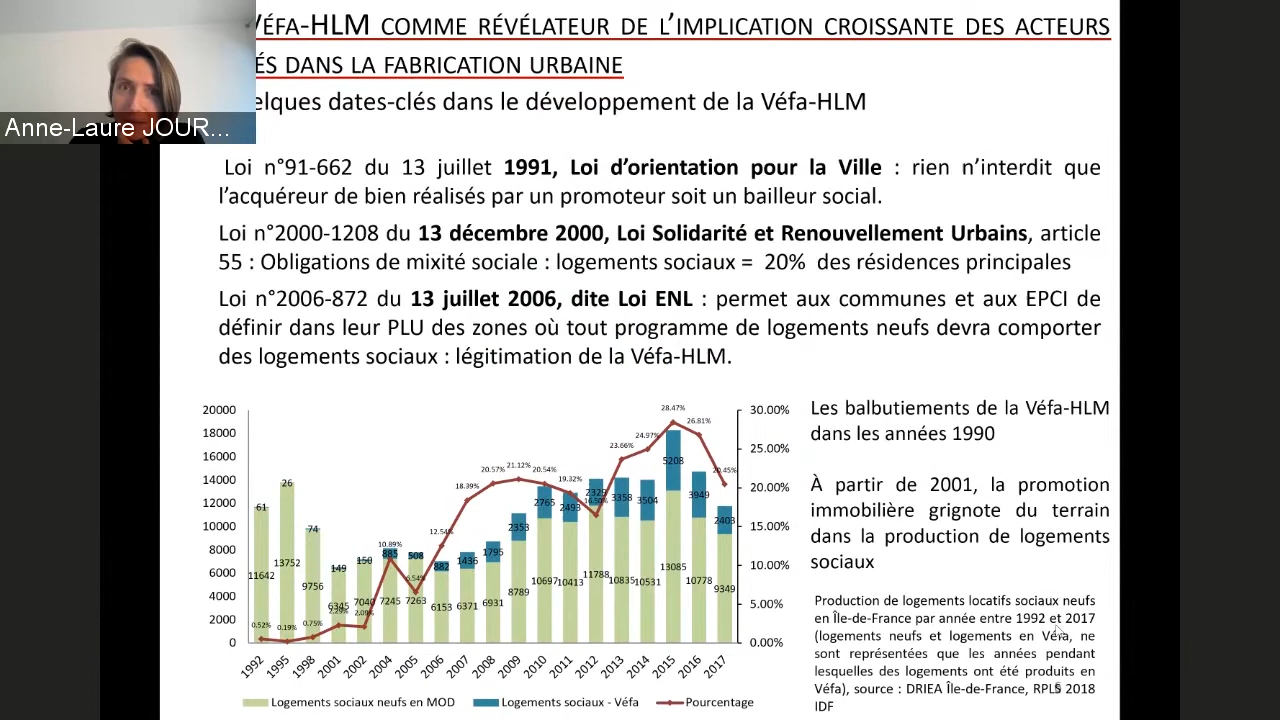 VÉFA-HLM COMME RÉVÉLATEUR DE L'IMPLICATION CROISSANTE DES ACTEURS
ÉS DANS LA FABRICATION URBAINE
elques dates-clés dans le développement de la Véfa-HLM
Anne-Laure JOUR...
Loi n°91-662 du 13 juillet 1991, Loi d'orientation pour la Ville : rien n'interdit que
l'acquéreur de bien réalisés par un promoteur soit un bailleur social.
Loi n°2000-1208 du 13 décembre 2000, Loi Solidarité et Renouvellement Urbains, article
55 : Obligations de mixité sociale : logements sociaux = 20% des résidences principales
Loi n°2006-872 du 13 juillet 2006, dite Loi ENL : permet aux communes et aux EPCI de
définir dans leur PLU des zones où tout programme de logements neufs devra comporter
des logements sociaux : légitimation de la Véfa-HLM.
20000
18000
16000
14000
12000
10000
8000
6000
4000
2000
0
30.00%
25.00%
20.00%
15.00%
10.00%
5.00%
0.00%
61 26 74 149 150 885 508 882 1436 1795 2353 2765 2493 2329 3358 3504 5208 3949 2403
11642 13752 9756 6345 7040 7245 7263 6153 6371 6931 8789 10697 10413 11788 10835 10531 13085 10778 9349
0.52% 0.19% 0.75% 2.29% 2.09% 10.89% 6.54% 12.54% 18.39% 20.57% 21.12% 20.54% 19.32% 16.50% 23.66% 24.97% 28.47% 26.81% 20.45%
1992 1995 1998 2001 2002 2004 2005 2006 2007 2008 2009 2010 2011 2012 2013 2014 2015 2016 2017
Logements sociaux neufs en MOD Logements sociaux - Véfa Pourcentage
Les balbutiements de la Véfa-HLM
dans les années 1990
À partir de 2001, la promotion
immobilière grignote du terrain
dans la production de logements
sociaux
Production de logements locatifs sociaux neufs
en Île-de-France par année entre 1992 et 2017
(logements neufs et logements en Véfa, ne
sont représentées que les années pendant
lesquelles des logements ont été produits en
Véfa), source : DRIEA Île-de-France, RPLS 2018
IDF